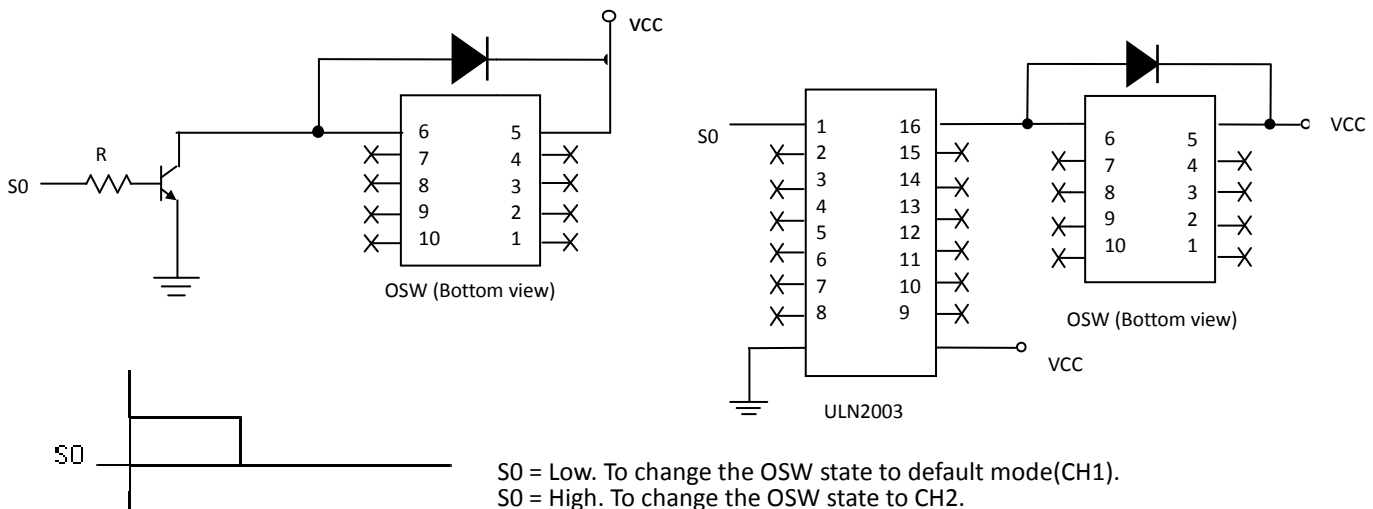 VCC
6 5
7 4
8 3
9 2
10 1
R
S0
OSW (Bottom view)
S0
1 16
2 15
3 14
4 13
5 12
6 11
7 10
8 9
VCC
ULN2003
6 5
7 4
8 3
9 2
10 1
VCC
OSW (Bottom view)
S0
S0 = Low. To change the OSW state to default mode(CH1).
S0 = High. To change the OSW state to CH2.